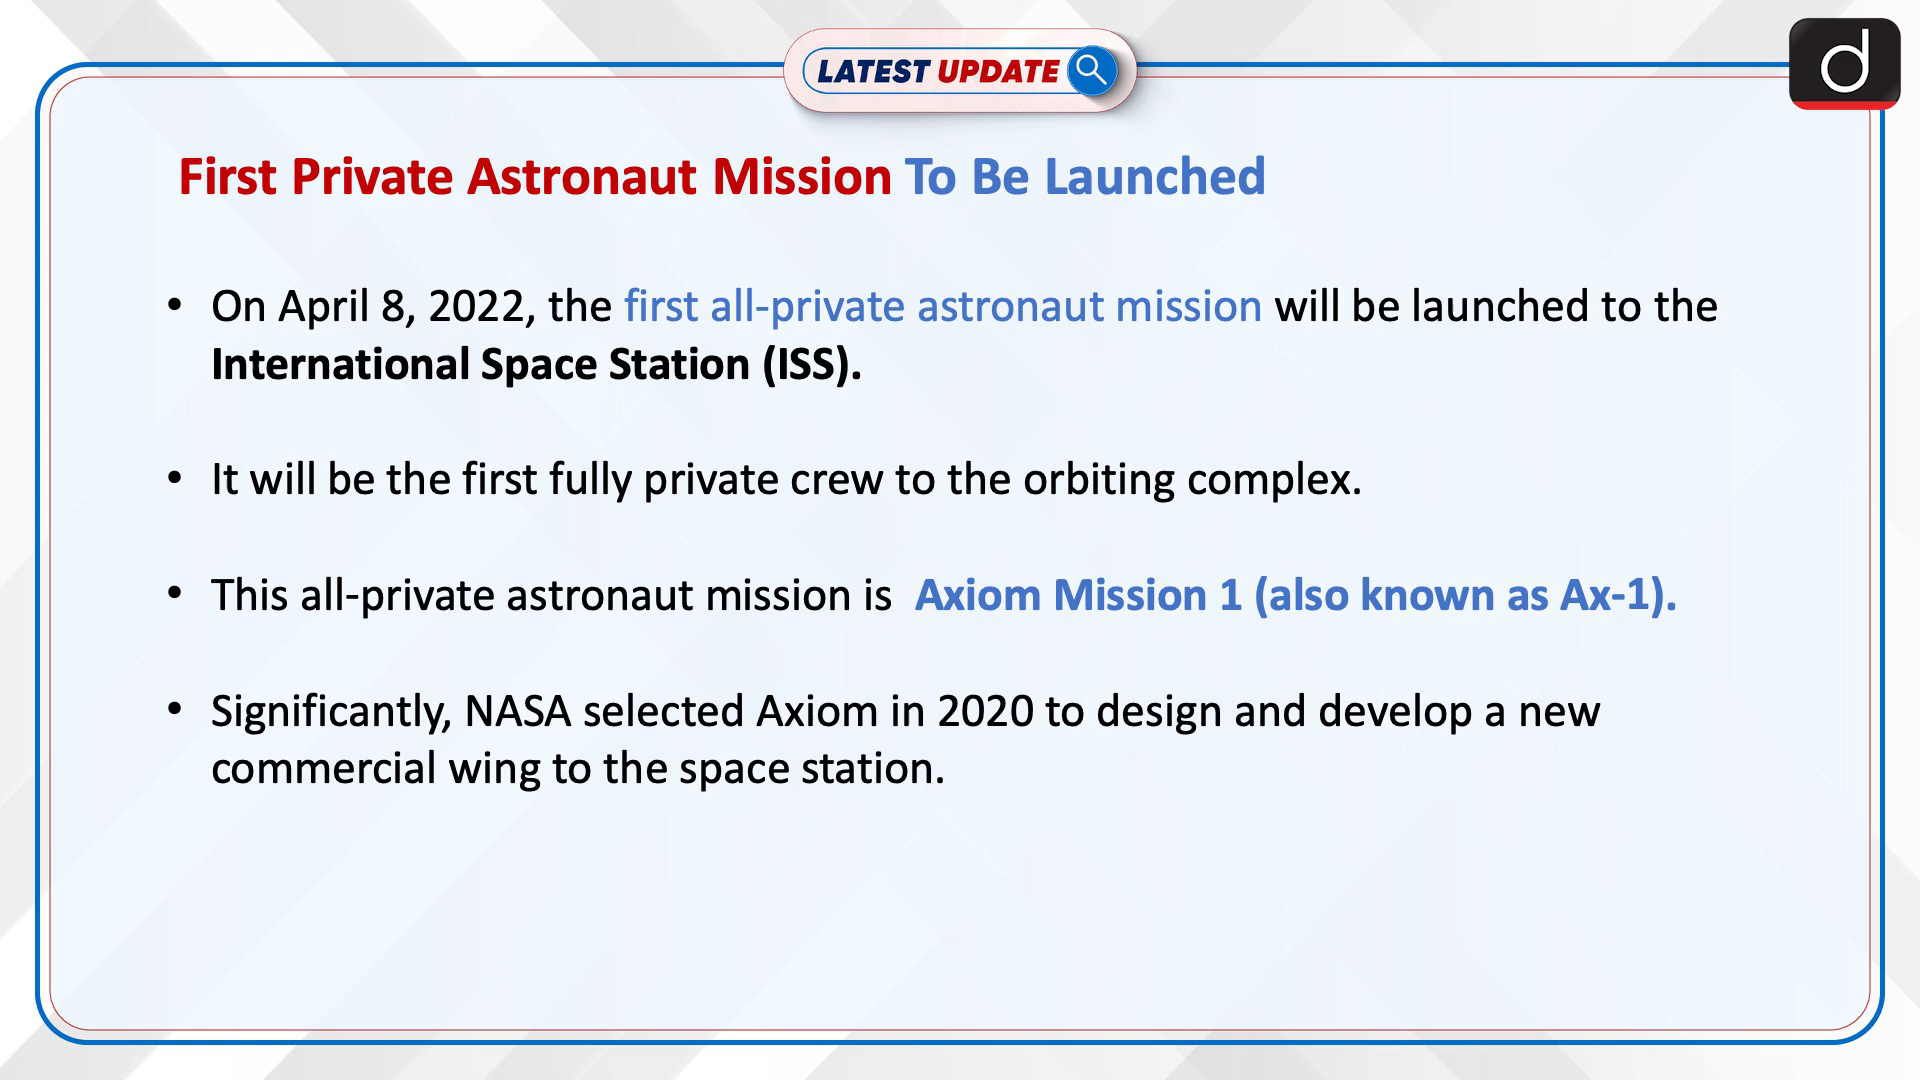 LATEST UPDATE
d
First Private Astronaut Mission To Be Launched
• On April 8, 2022, the first all-private astronaut mission will be launched to the
International Space Station (ISS).
• It will be the first fully private crew to the orbiting complex.
• This all-private astronaut mission is Axiom Mission 1 (also known as Ax-1).
• Significantly, NASA selected Axiom in 2020 to design and develop a new
commercial wing to the space station.